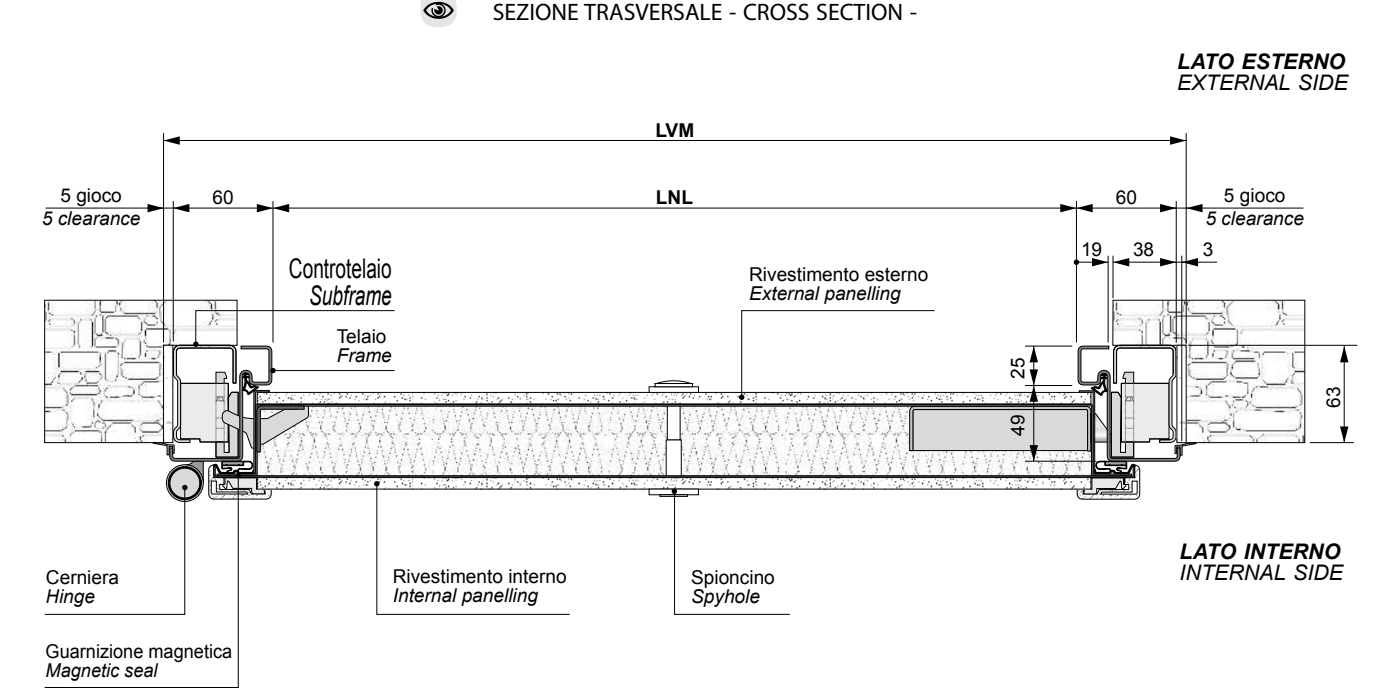 SEZIONE TRASVERSALE - CROSS SECTION -
LATO ESTERNO
EXTERNAL SIDE
LVM
5 gioco
5 clearance
60
LNL
60
5 gioco
5 clearance
19
38
3
Controtelaio
Subframe
Rivestimento esterno
External panelling
Telaio
Frame
25
49
63
LATO INTERNO
INTERNAL SIDE
Cerniera
Hinge
Rivestimento interno
Internal panelling
Spioncino
Spyhole
Guarnizione magnetica
Magnetic seal